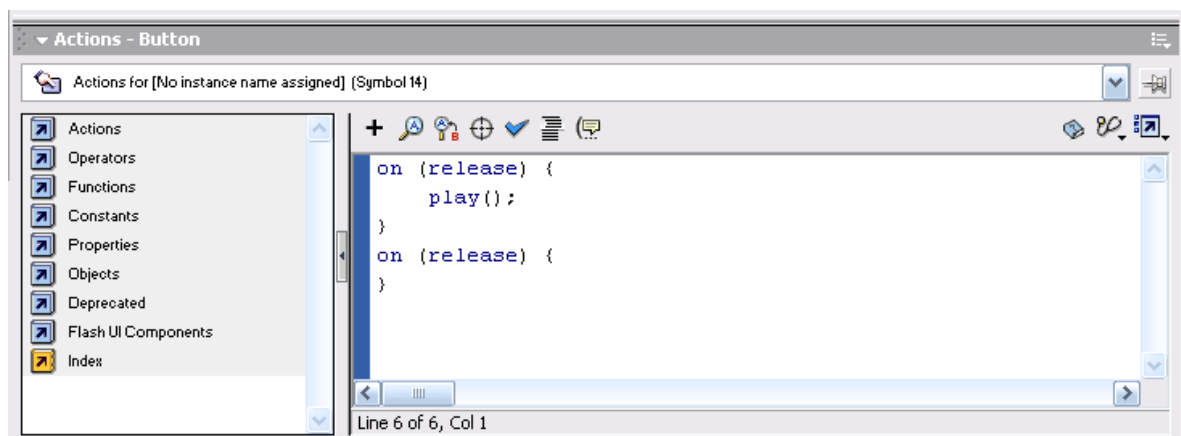 Actions - Button
Actions for [No instance name assigned] (Symbol 14)
Actions
Operators
Functions
Constants
Properties
Objects
Deprecated
Flash UI Components
Index
on (release) {
    play();
}
on (release) {
}
Line 6 of 6, Col 1